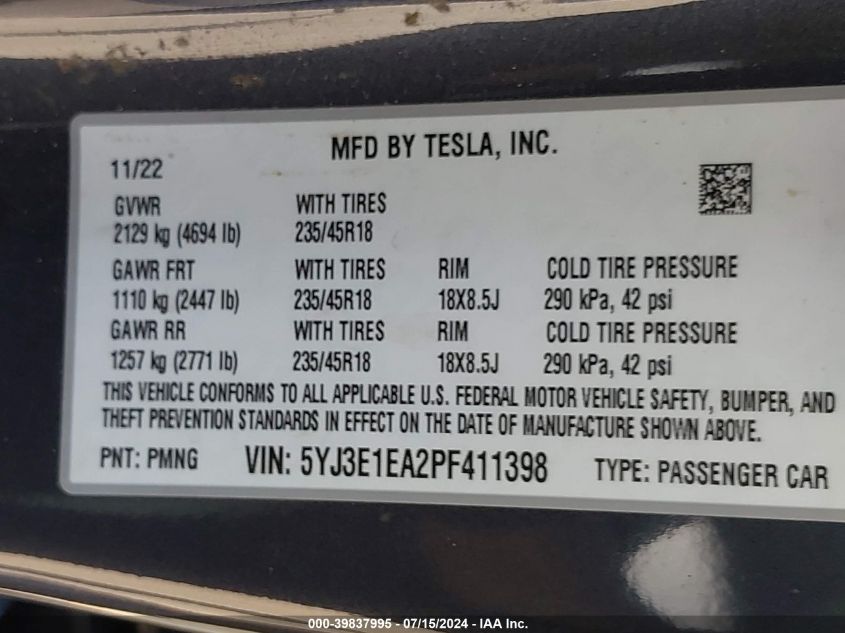 MFD BY TESLA, INC.
11/22
GVWR WITH TIRES
2129 kg (4694 lb) 235/45R18
GAWR FRT WITH TIRES RIM COLD TIRE PRESSURE
1110 kg (2447 lb) 235/45R18 18X8.5J 290 kPa, 42 psi
GAWR RR WITH TIRES RIM COLD TIRE PRESSURE
1257 kg (2771 lb) 235/45R18 18X8.5J 290 kPa, 42 psi
THIS VEHICLE CONFORMS TO ALL APPLICABLE U.S. FEDERAL MOTOR VEHICLE SAFETY, BUMPER, AND
THEFT PREVENTION STANDARDS IN EFFECT ON THE DATE OF MANUFACTURE SHOWN ABOVE.
PNT: PMNG VIN: 5YJ3E1EA2PF411398 TYPE: PASSENGER CAR
000-39837995 - 07/15/2024 - IAA Inc.